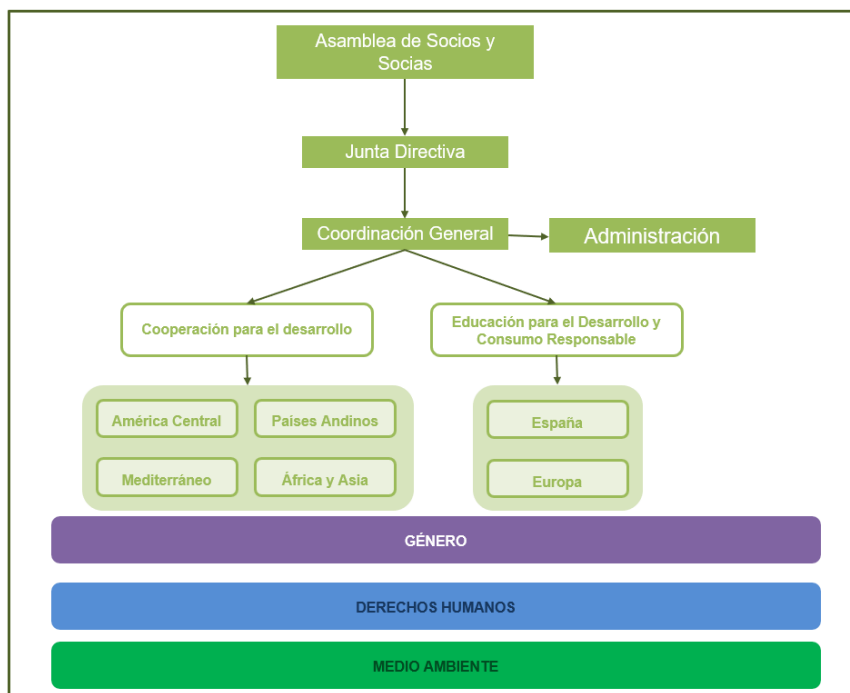 Asamblea de Socios y
Socias
Junta Directiva
Coordinación General
Administración
Cooperación para el desarrollo
Educación para el Desarrollo y
Consumo Responsable
América Central
Países Andinos
Mediterráneo
África y Asia
España
Europa
GÉNERO
DERECHOS HUMANOS
MEDIO AMBIENTE